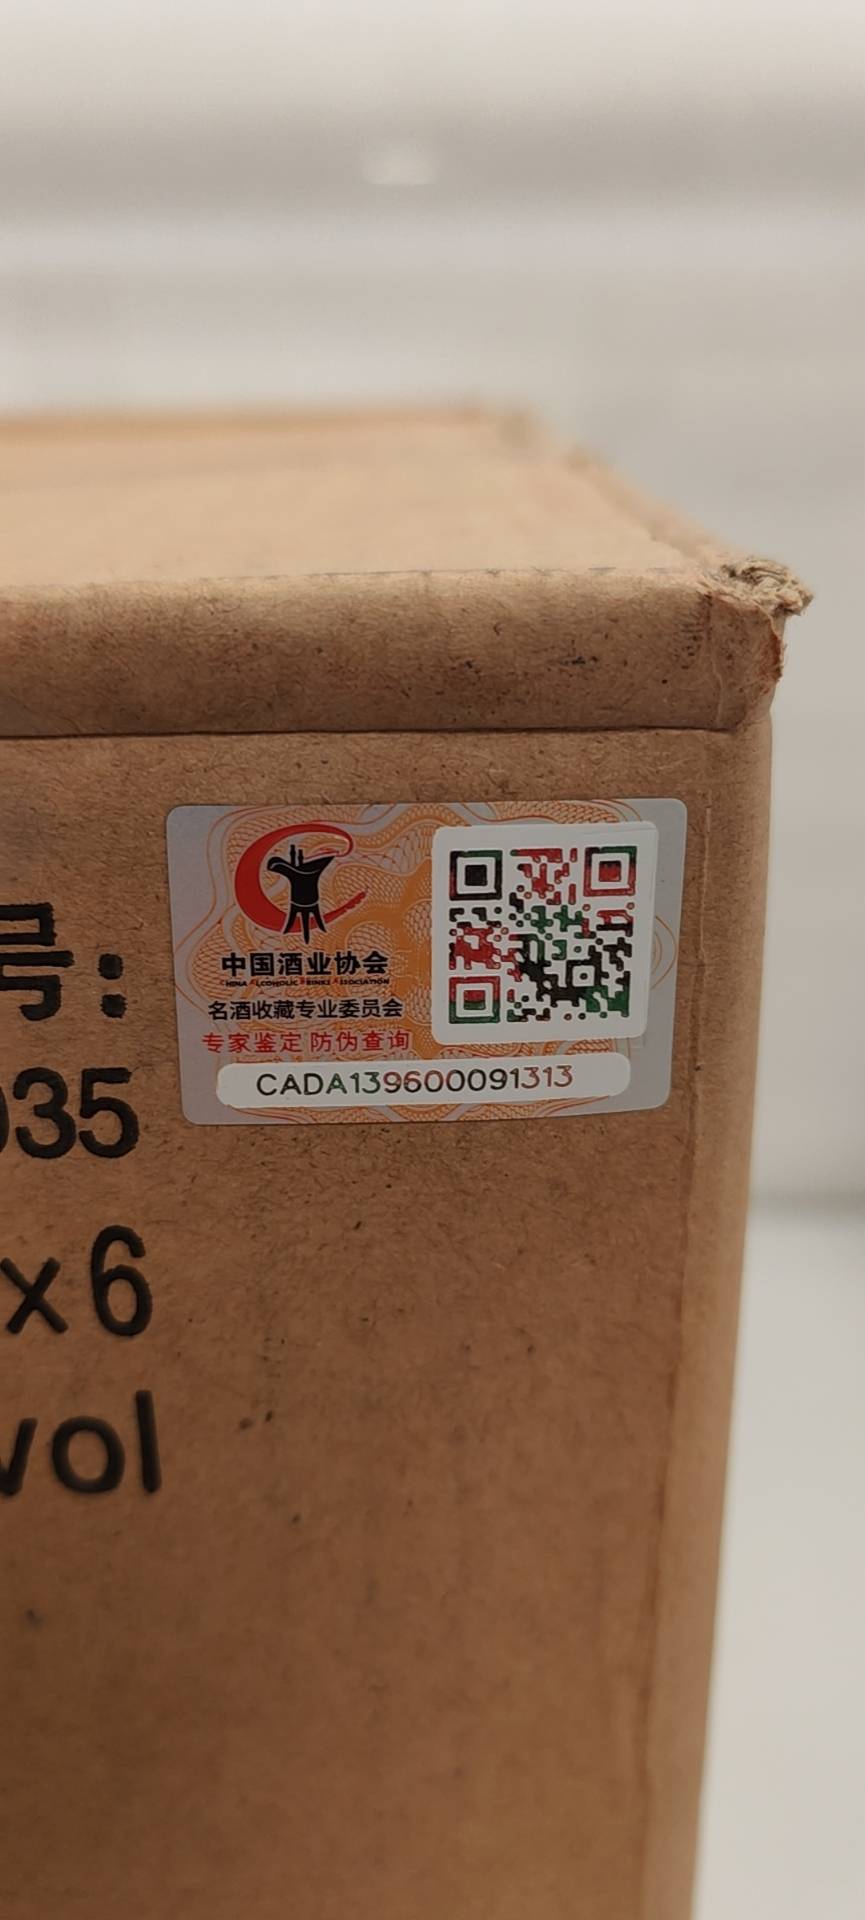 中国酒业协会
CHINA ALCOHOLIC DRINKS ASSOCIATION
名酒收藏专业委员会
专家鉴定 防伪查询
CADA139600091313
号:
035
x6
vol